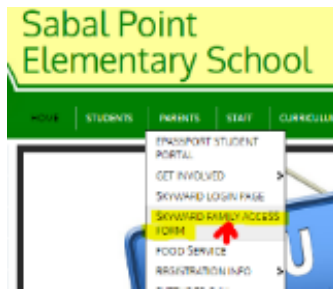 Sabal Point
Elementary School
HOME STUDENTS PARENTS STAFF CURRICULUM
EPASSPORT STUDENT
PORTAL
GET INVOLVED
SKYWARD LOGIN PAGE
SKYWARD FAMILY ACCESS
FORM
FOOD SERVICE
REGISTRATION INFO
U